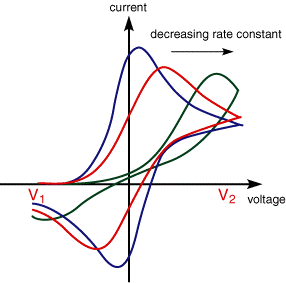 current
decreasing rate constant
V1
V2
voltage